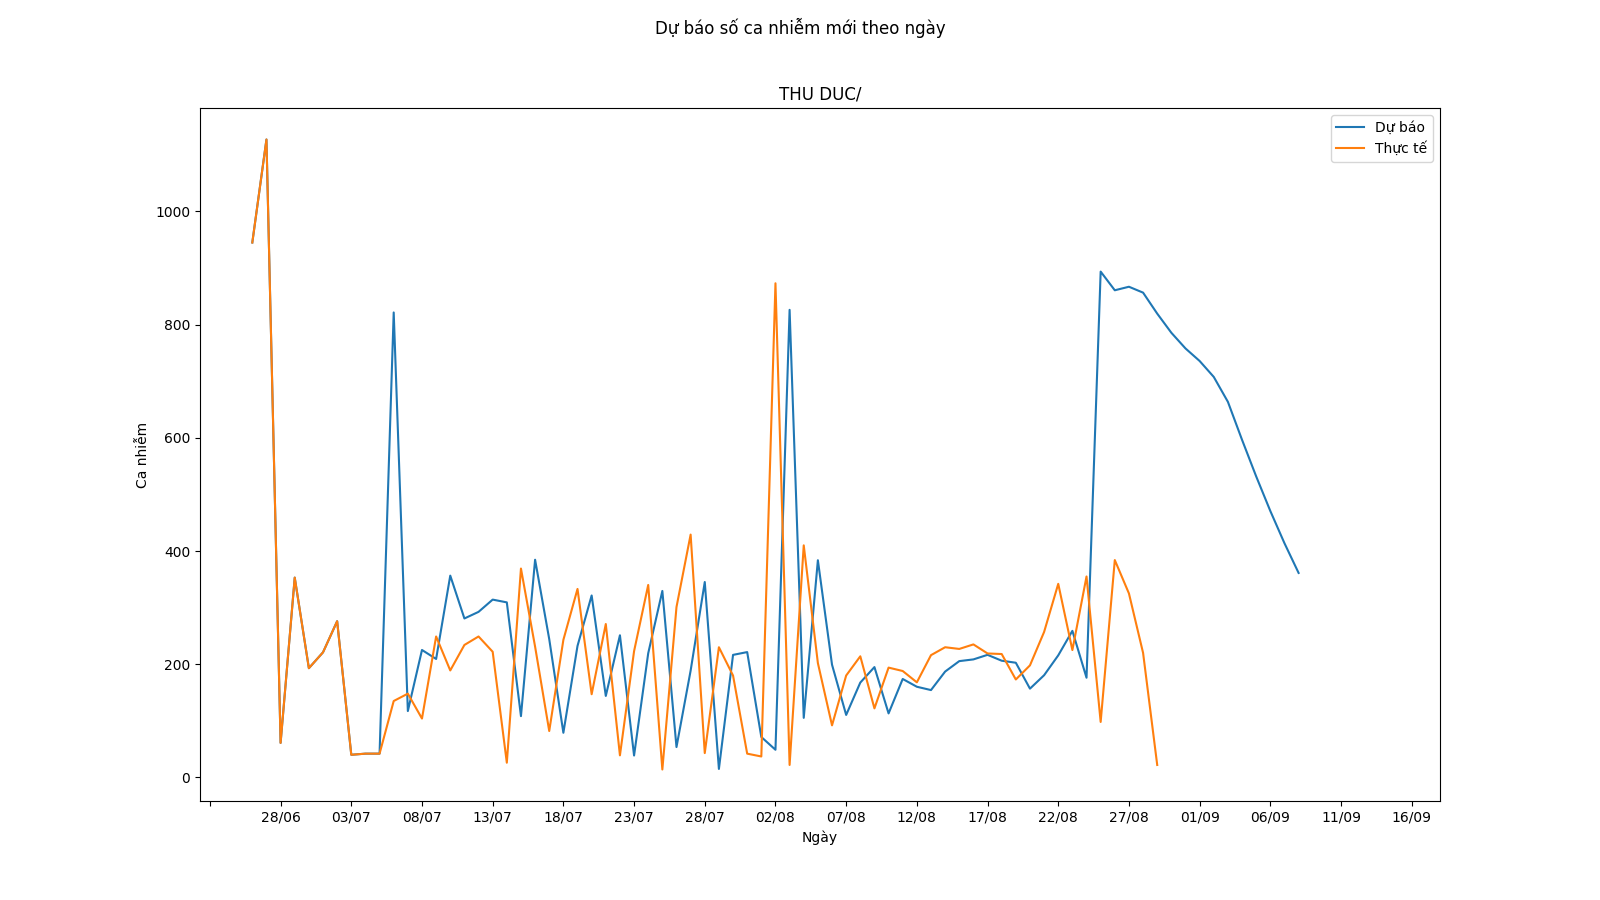 Dự báo số ca nhiễm mới theo ngày
THU DUC/
Dự báo
Thực tế
1000
800
600
400
200
0
Ca nhiễm
28/06 03/07 08/07 13/07 18/07 23/07 28/07 02/08 07/08 12/08 17/08 22/08 27/08 01/09 06/09 11/09 16/09
Ngày